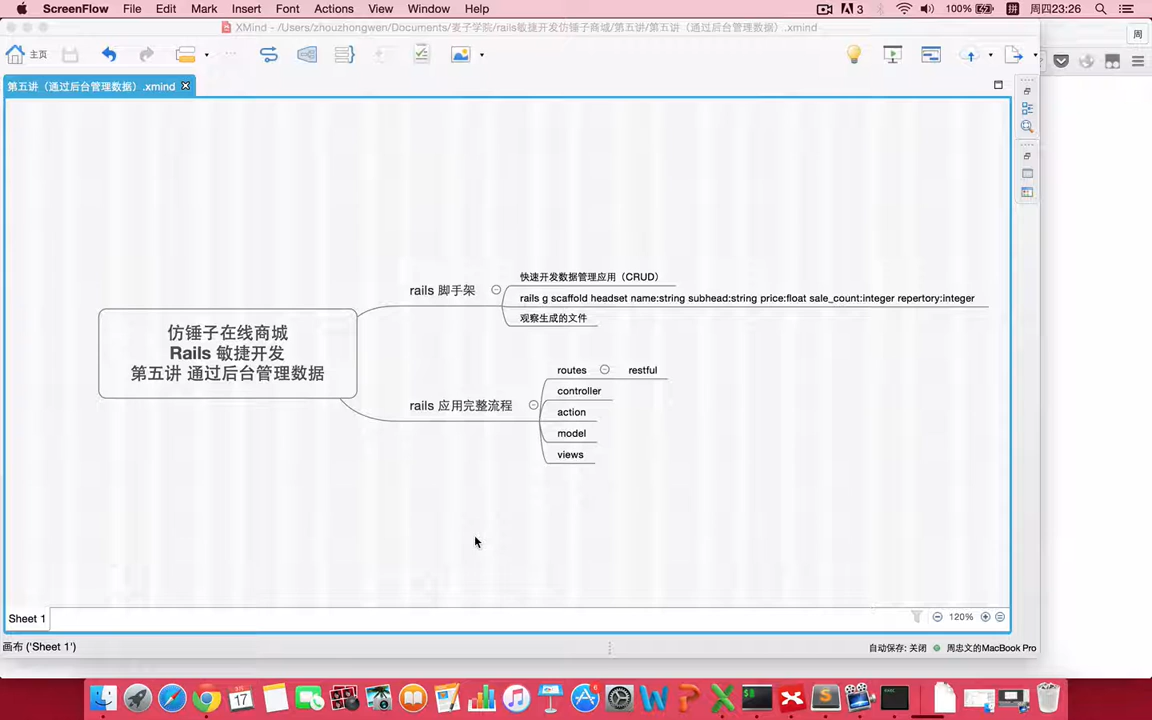 ScreenFlow File Edit Mark Insert Font Actions View Window Help 3 100% 拼 周四23:26
XMind - /Users/zhouzhongwen/Documents/麦子学院/rails敏捷开发仿锤子商城/第五讲/第五讲（通过后台管理数据）.xmind
周
主页
第五讲（通过后台管理数据）.xmind
快速开发数据管理应用（CRUD）
rails 脚手架
rails g scaffold headset name:string subhead:string price:float sale_count:integer repertory:integer
观察生成的文件
仿锤子在线商城
Rails 敏捷开发
第五讲 通过后台管理数据
routes restful
controller
rails 应用完整流程
action
model
views
Sheet 1
120%
画布 ('Sheet 1')
自动保存: 关闭 周忠文的MacBook Pro
17